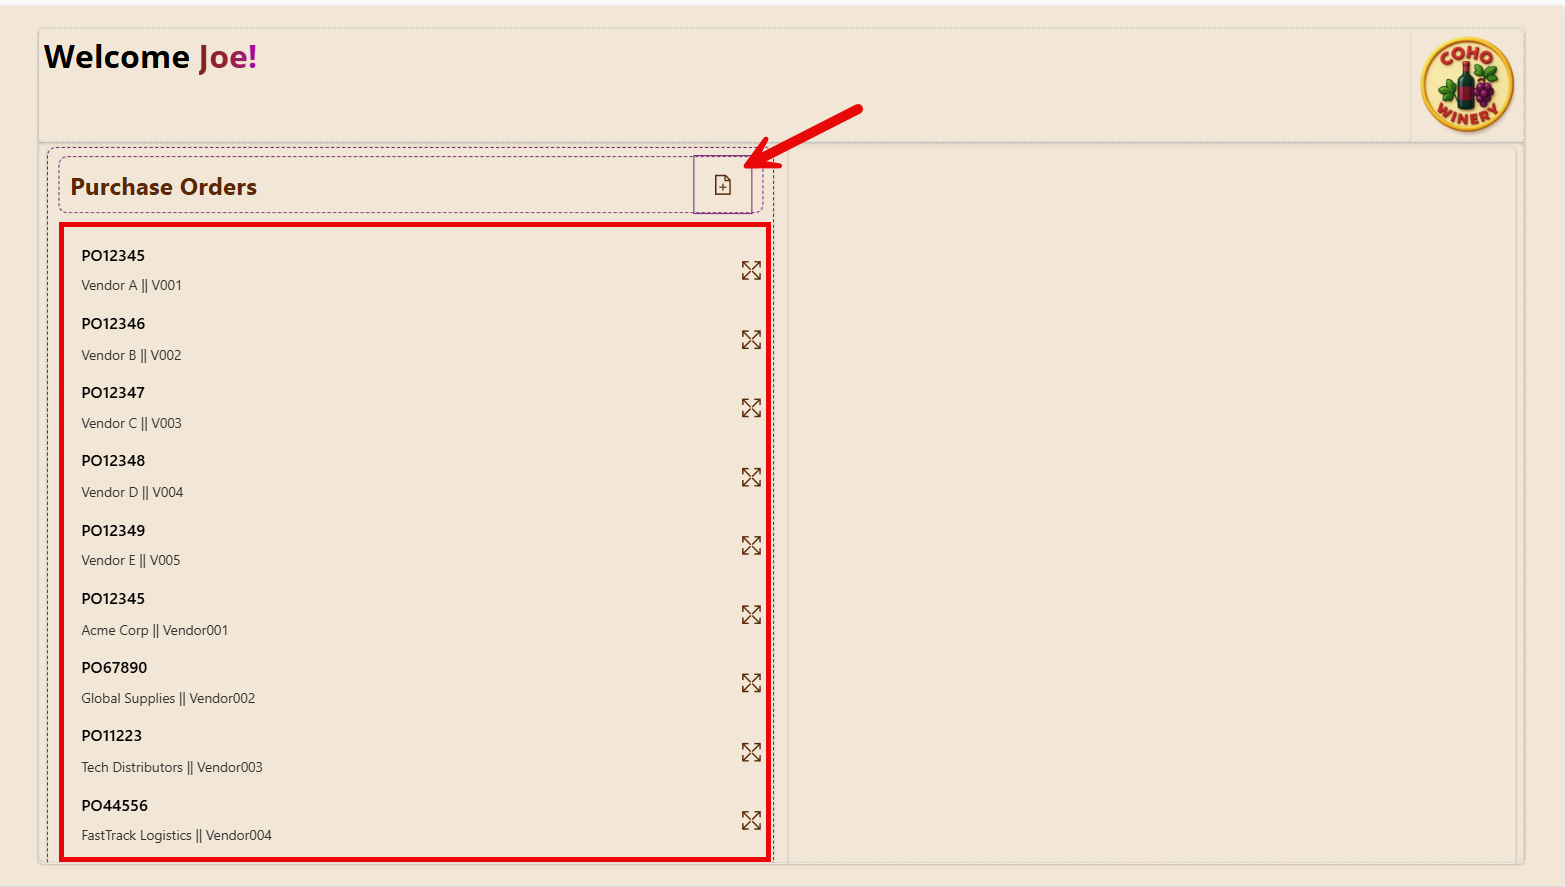 Welcome Joe!
COHO
WINERY
Purchase Orders
PO12345
Vendor A || V001
PO12346
Vendor B || V002
PO12347
Vendor C || V003
PO12348
Vendor D || V004
PO12349
Vendor E || V005
PO12345
Acme Corp || Vendor001
PO67890
Global Supplies || Vendor002
PO11223
Tech Distributors || Vendor003
PO44556
FastTrack Logistics || Vendor004